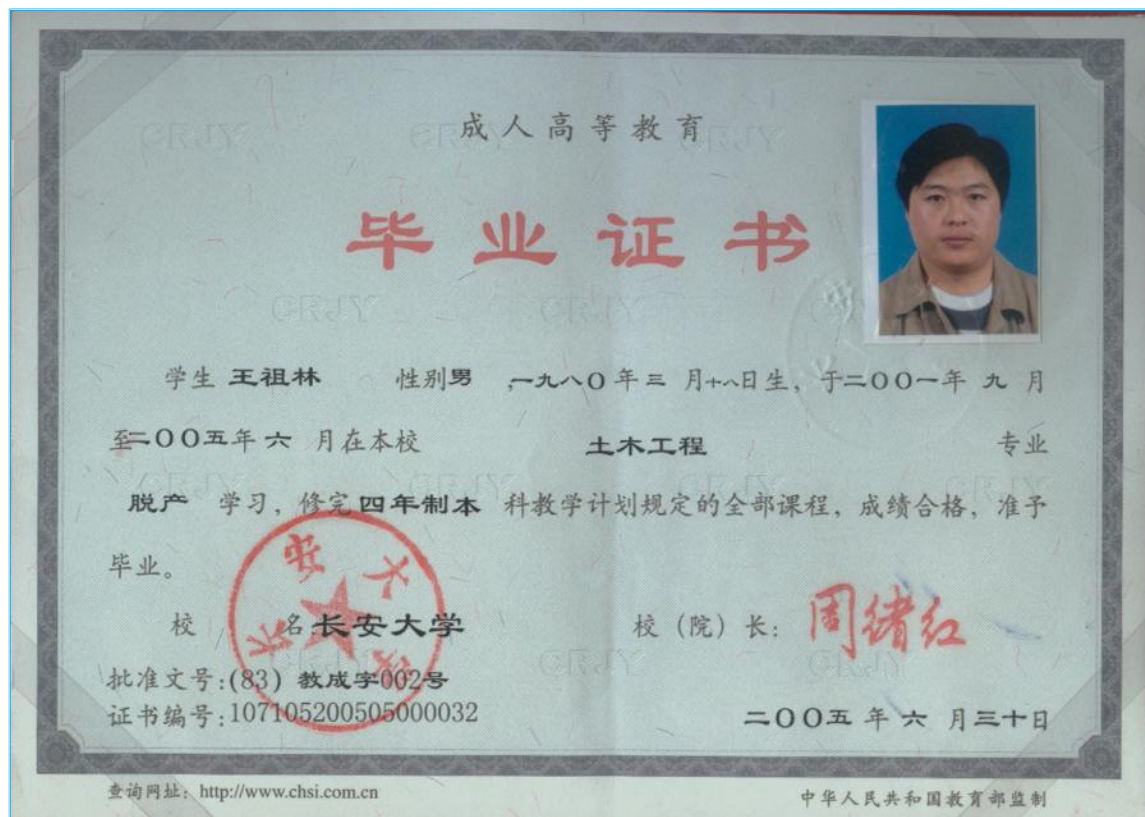 成人高等教育
毕业证书
学生 王祖林 性别男 ,一九八〇年三月十八日生，于二〇〇一年九月
至二〇〇五年六月在本校 土木工程 专业
脱产 学习，修完四年制本科教学计划规定的全部课程，成绩合格，准予
毕业。
校 名 长安大学 校（院）长：周绪红
批准文号:(83) 教成字002号
证书编号:107105200505000032 二〇〇五年六月三十日
长安大学
查询网址：http://www.chsi.com.cn 中华人民共和国教育部监制
CRJY